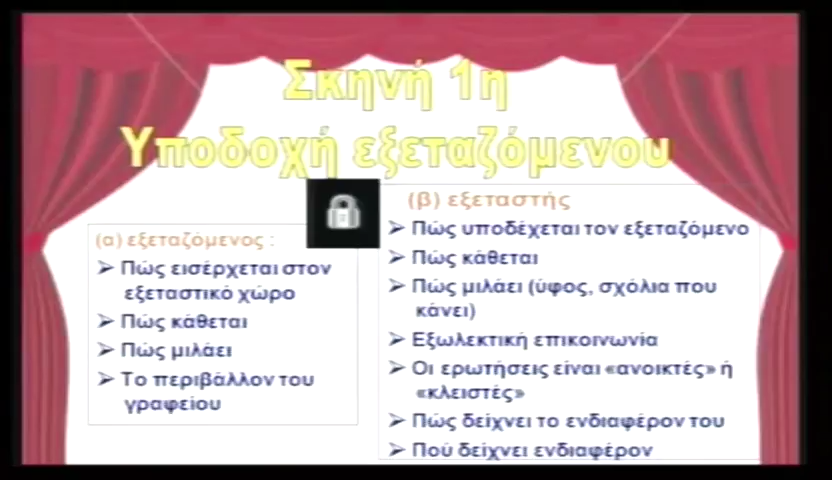 Σκηνή 1η
Υποδοχή εξεταζόμενου
(α) εξεταζόμενος :
➢ Πώς εισέρχεται στον
εξεταστικό χώρο
➢ Πώς κάθεται
➢ Πώς μιλάει
➢ Το περιβάλλον του
γραφείου
(β) εξεταστής
➢ Πώς υποδέχεται τον εξεταζόμενο
➢ Πώς κάθεται
➢ Πώς μιλάει (ύφος, σχόλια που
κάνει)
➢ Εξωλεκτική επικοινωνία
➢ Οι ερωτήσεις είναι «ανοικτές» ή
«κλειστές»
➢ Πώς δείχνει το ενδιαφέρον του
➢ Πού δείχνει ενδιαφέρον